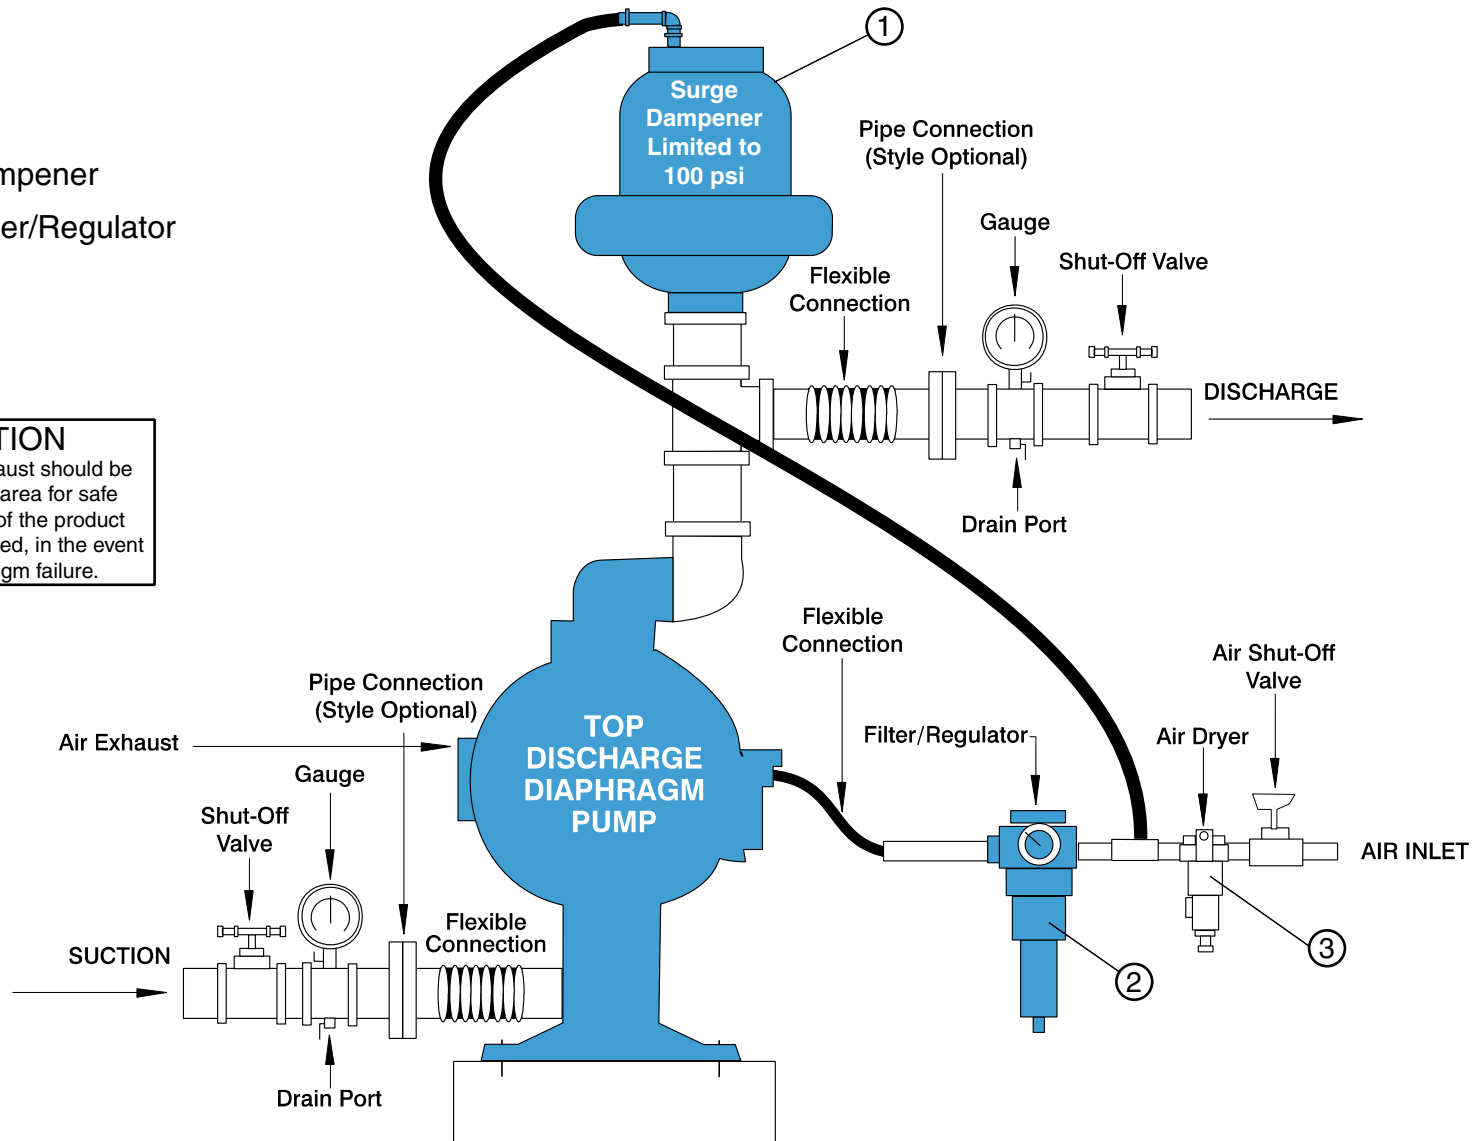 1
Surge
Dampener
Limited to
100 psi
Pipe Connection
(Style Optional)
mpener
er/Regulator
Gauge
Shut-Off Valve
Flexible
Connection
DISCHARGE
TION
aust should be
area for safe
of the product
ed, in the event
gm failure.
Drain Port
Flexible
Connection
Air Shut-Off
Valve
Pipe Connection
(Style Optional)
Air Exhaust
TOP
DISCHARGE
DIAPHRAGM
PUMP
Filter/Regulator
Air Dryer
Gauge
Shut-Off
Valve
AIR INLET
Flexible
Connection
SUCTION
3
2
Drain Port